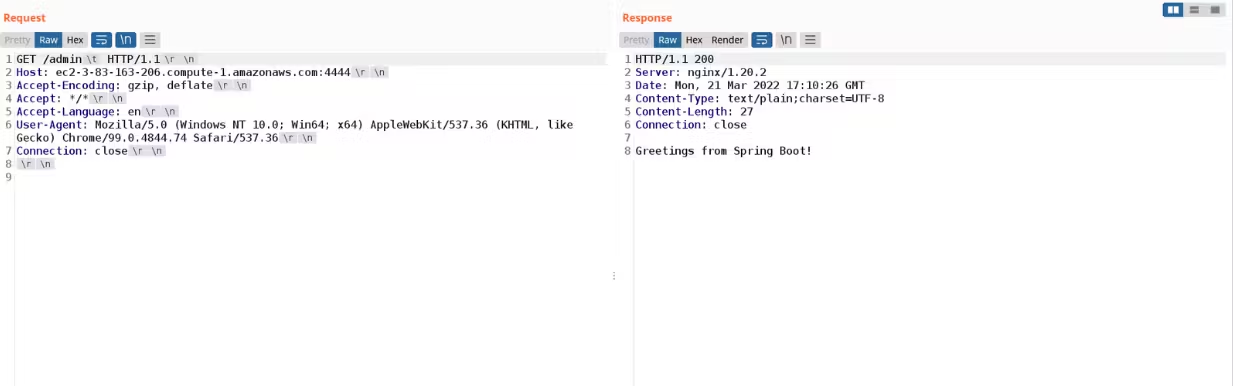 Request
Pretty Raw Hex \n
1 GET /admin\t HTTP/1.1\r \n
2 Host: ec2-3-83-163-206.compute-1.amazonaws.com:4444\r \n
3 Accept-Encoding: gzip, deflate\r \n
4 Accept: */*\r \n
5 Accept-Language: en\r \n
6 User-Agent: Mozilla/5.0 (Windows NT 10.0; Win64; x64) AppleWebKit/537.36 (KHTML, like
Gecko) Chrome/99.0.4844.74 Safari/537.36\r \n
7 Connection: close\r \n
8 \r \n
9
Response
Pretty Raw Hex Render \n
1 HTTP/1.1 200
2 Server: nginx/1.20.2
3 Date: Mon, 21 Mar 2022 17:10:26 GMT
4 Content-Type: text/plain;charset=UTF-8
5 Content-Length: 27
6 Connection: close
7
8 Greetings from Spring Boot!